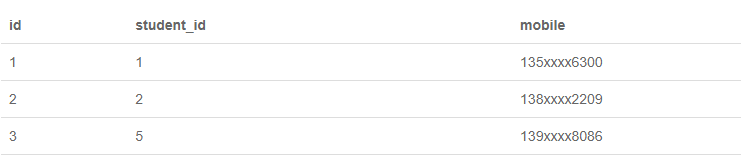 id student_id mobile
1 1 135xxxx6300
2 2 138xxxx2209
3 5 139xxxx8086